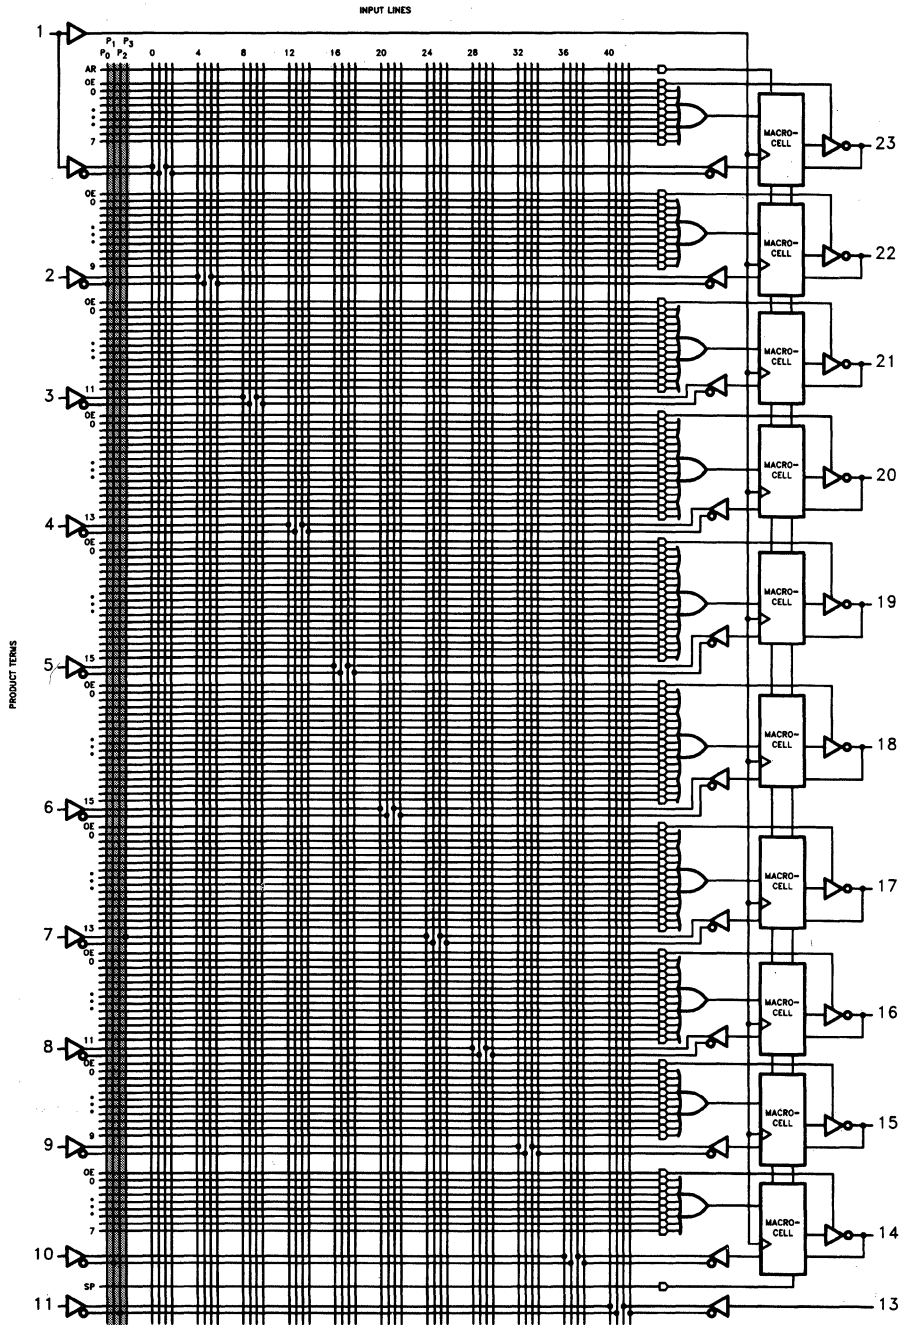 INPUT LINES
1
P1 P3
P0 P2 0 4 8 12 16 20 24 28 32 36 40
AR
OE
0
7
MACRO-
CELL
23
OE
0
9
2
MACRO-
CELL
22
OE
0
11
3
MACRO-
CELL
21
OE
0
13
4
MACRO-
CELL
20
OE
0
15
5
MACRO-
CELL
19
PRODUCT TERMS
OE
0
15
6
MACRO-
CELL
18
OE
0
13
7
MACRO-
CELL
17
OE
0
11
8
MACRO-
CELL
16
OE
0
9
9
MACRO-
CELL
15
OE
0
7
10
MACRO-
CELL
14
SP
11
13